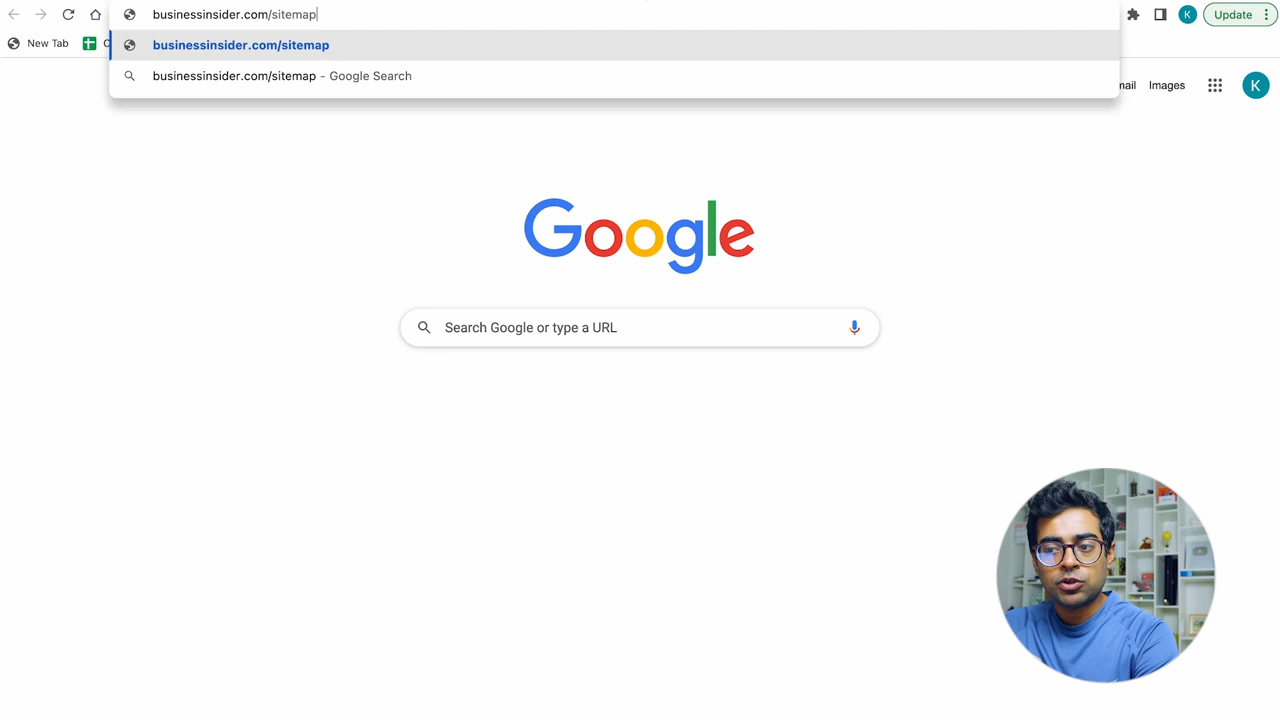 businessinsider.com/sitemap
K
Update
New Tab
businessinsider.com/sitemap
businessinsider.com/sitemap - Google Search
mail
Images
K
Google
Search Google or type a URL